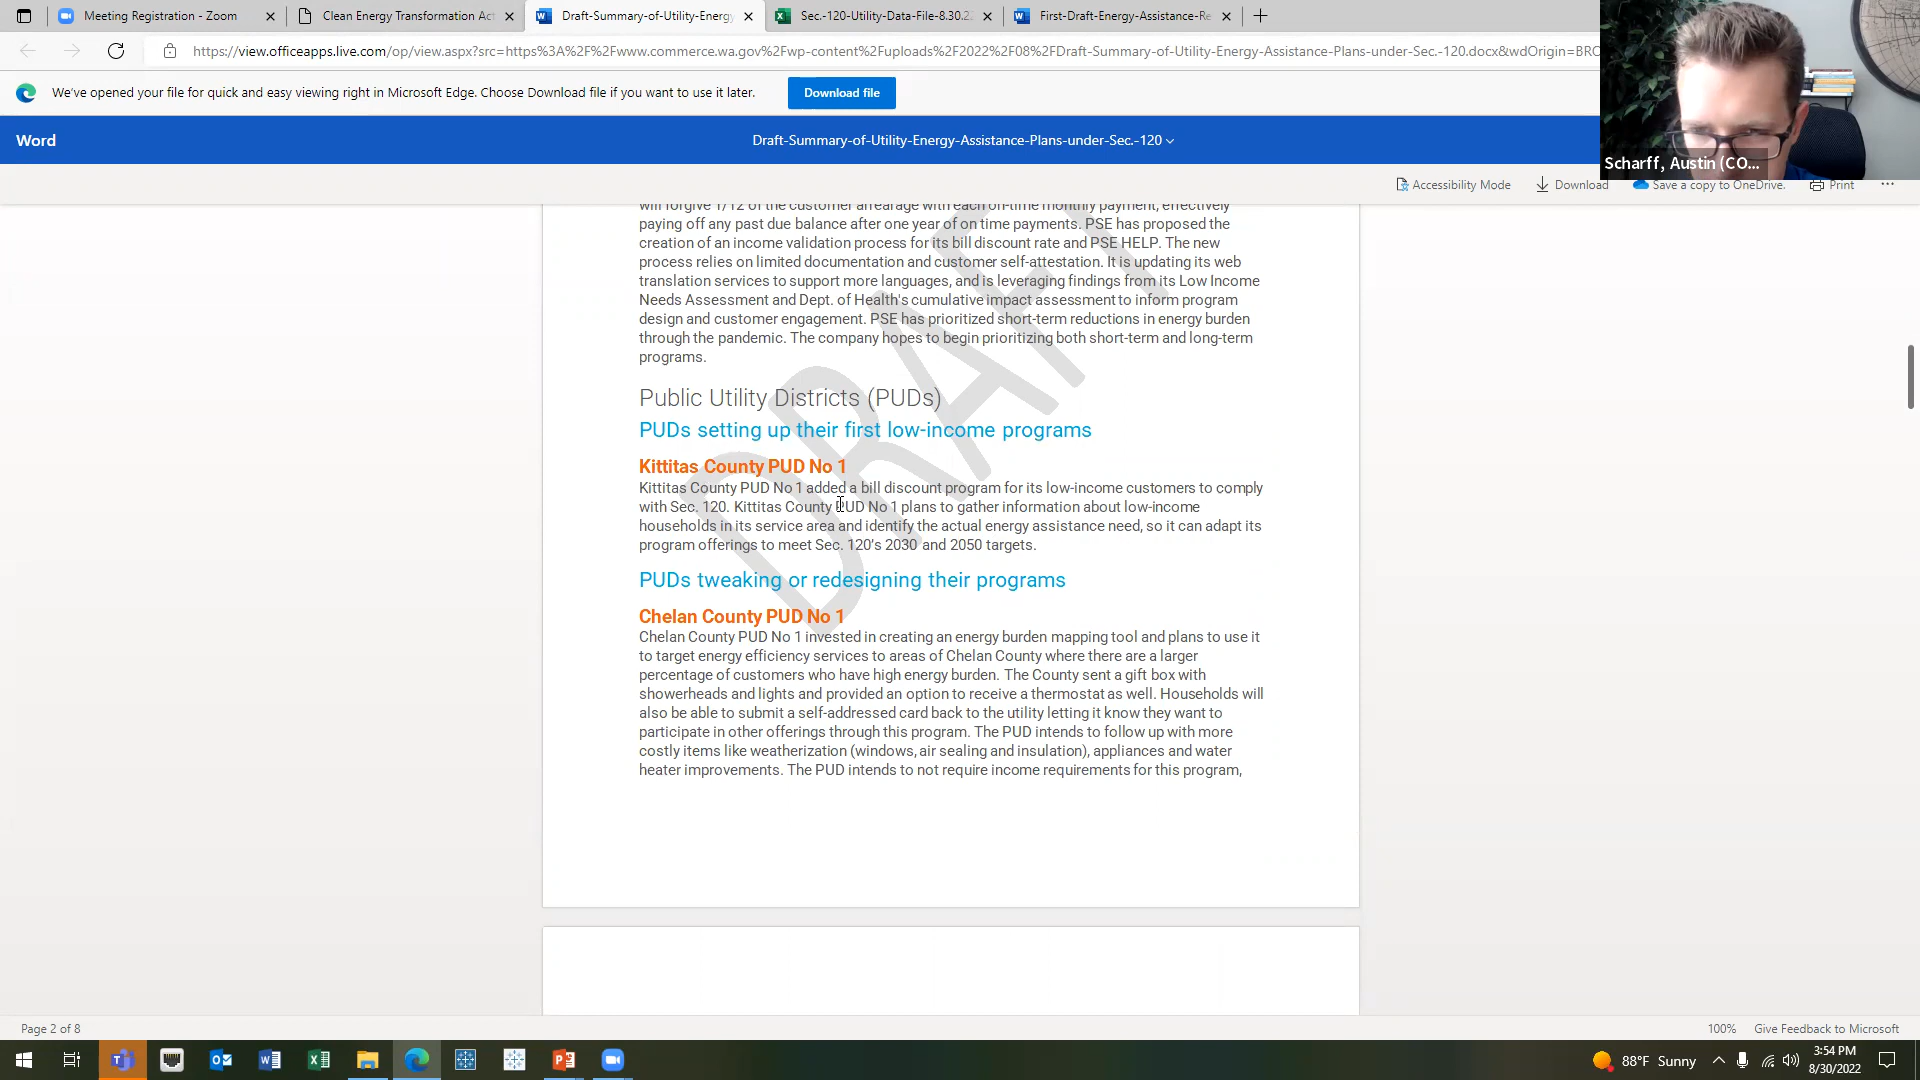 Meeting Registration - Zoom
Clean Energy Transformation Act
Draft-Summary-of-Utility-Energy
Sec.-120-Utility-Data-File-8.30.22
First-Draft-Energy-Assistance-Re
https://view.officeapps.live.com/op/view.aspx?src=https%3A%2F%2Fwww.commerce.wa.gov%2Fwp-content%2Fuploads%2F2022%2F08%2FDraft-Summary-of-Utility-Energy-Assistance-Plans-under-Sec.-120.docx&wdOrigin=BRO
We've opened your file for quick and easy viewing right in Microsoft Edge. Choose Download file if you want to use it later.
Download file
Word
Draft-Summary-of-Utility-Energy-Assistance-Plans-under-Sec.-120
Scharff, Austin (CO...
Accessibility Mode
Download
Save a copy to OneDrive.
Print
...
will forgive 1/12 of the customer arrearage with each on-time monthly payment, effectively
paying off any past due balance after one year of on time payments. PSE has proposed the
creation of an income validation process for its bill discount rate and PSE HELP. The new
process relies on limited documentation and customer self-attestation. It is updating its web
translation services to support more languages, and is leveraging findings from its Low Income
Needs Assessment and Dept. of Health's cumulative impact assessment to inform program
design and customer engagement. PSE has prioritized short-term reductions in energy burden
through the pandemic. The company hopes to begin prioritizing both short-term and long-term
programs.
DRAFT
Public Utility Districts (PUDs)
PUDs setting up their first low-income programs
Kittitas County PUD No 1
Kittitas County PUD No 1 added a bill discount program for its low-income customers to comply
with Sec. 120. Kittitas County PUD No 1 plans to gather information about low-income
households in its service area and identify the actual energy assistance need, so it can adapt its
program offerings to meet Sec. 120's 2030 and 2050 targets.
PUDs tweaking or redesigning their programs
Chelan County PUD No 1
Chelan County PUD No 1 invested in creating an energy burden mapping tool and plans to use it
to target energy efficiency services to areas of Chelan County where there are a larger
percentage of customers who have high energy burden. The County sent a gift box with
showerheads and lights and provided an option to receive a thermostat as well. Households will
also be able to submit a self-addressed card back to the utility letting it know they want to
participate in other offerings through this program. The PUD intends to follow up with more
costly items like weatherization (windows, air sealing and insulation), appliances and water
heater improvements. The PUD intends to not require income requirements for this program,
Page 2 of 8
100%
Give Feedback to Microsoft
88°F Sunny
3:54 PM
8/30/2022